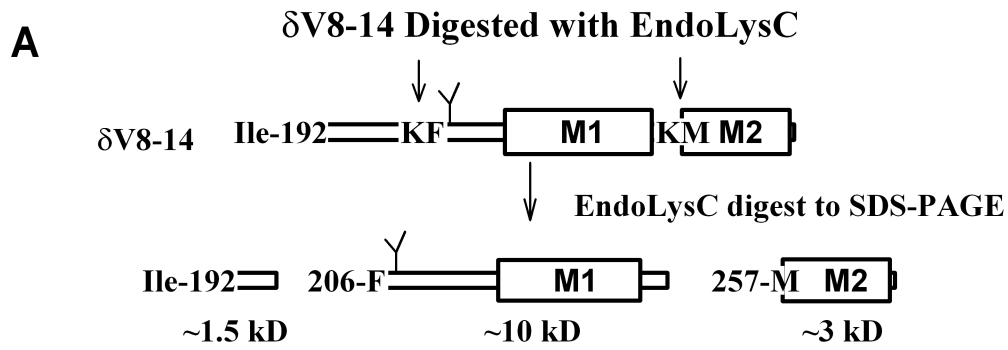 A
δV8-14 Digested with EndoLysC
δV8-14 Ile-192 KF M1 KM M2
EndoLysC digest to SDS-PAGE
Ile-192 206-F M1 257-M M2
~1.5 kD ~10 kD ~3 kD